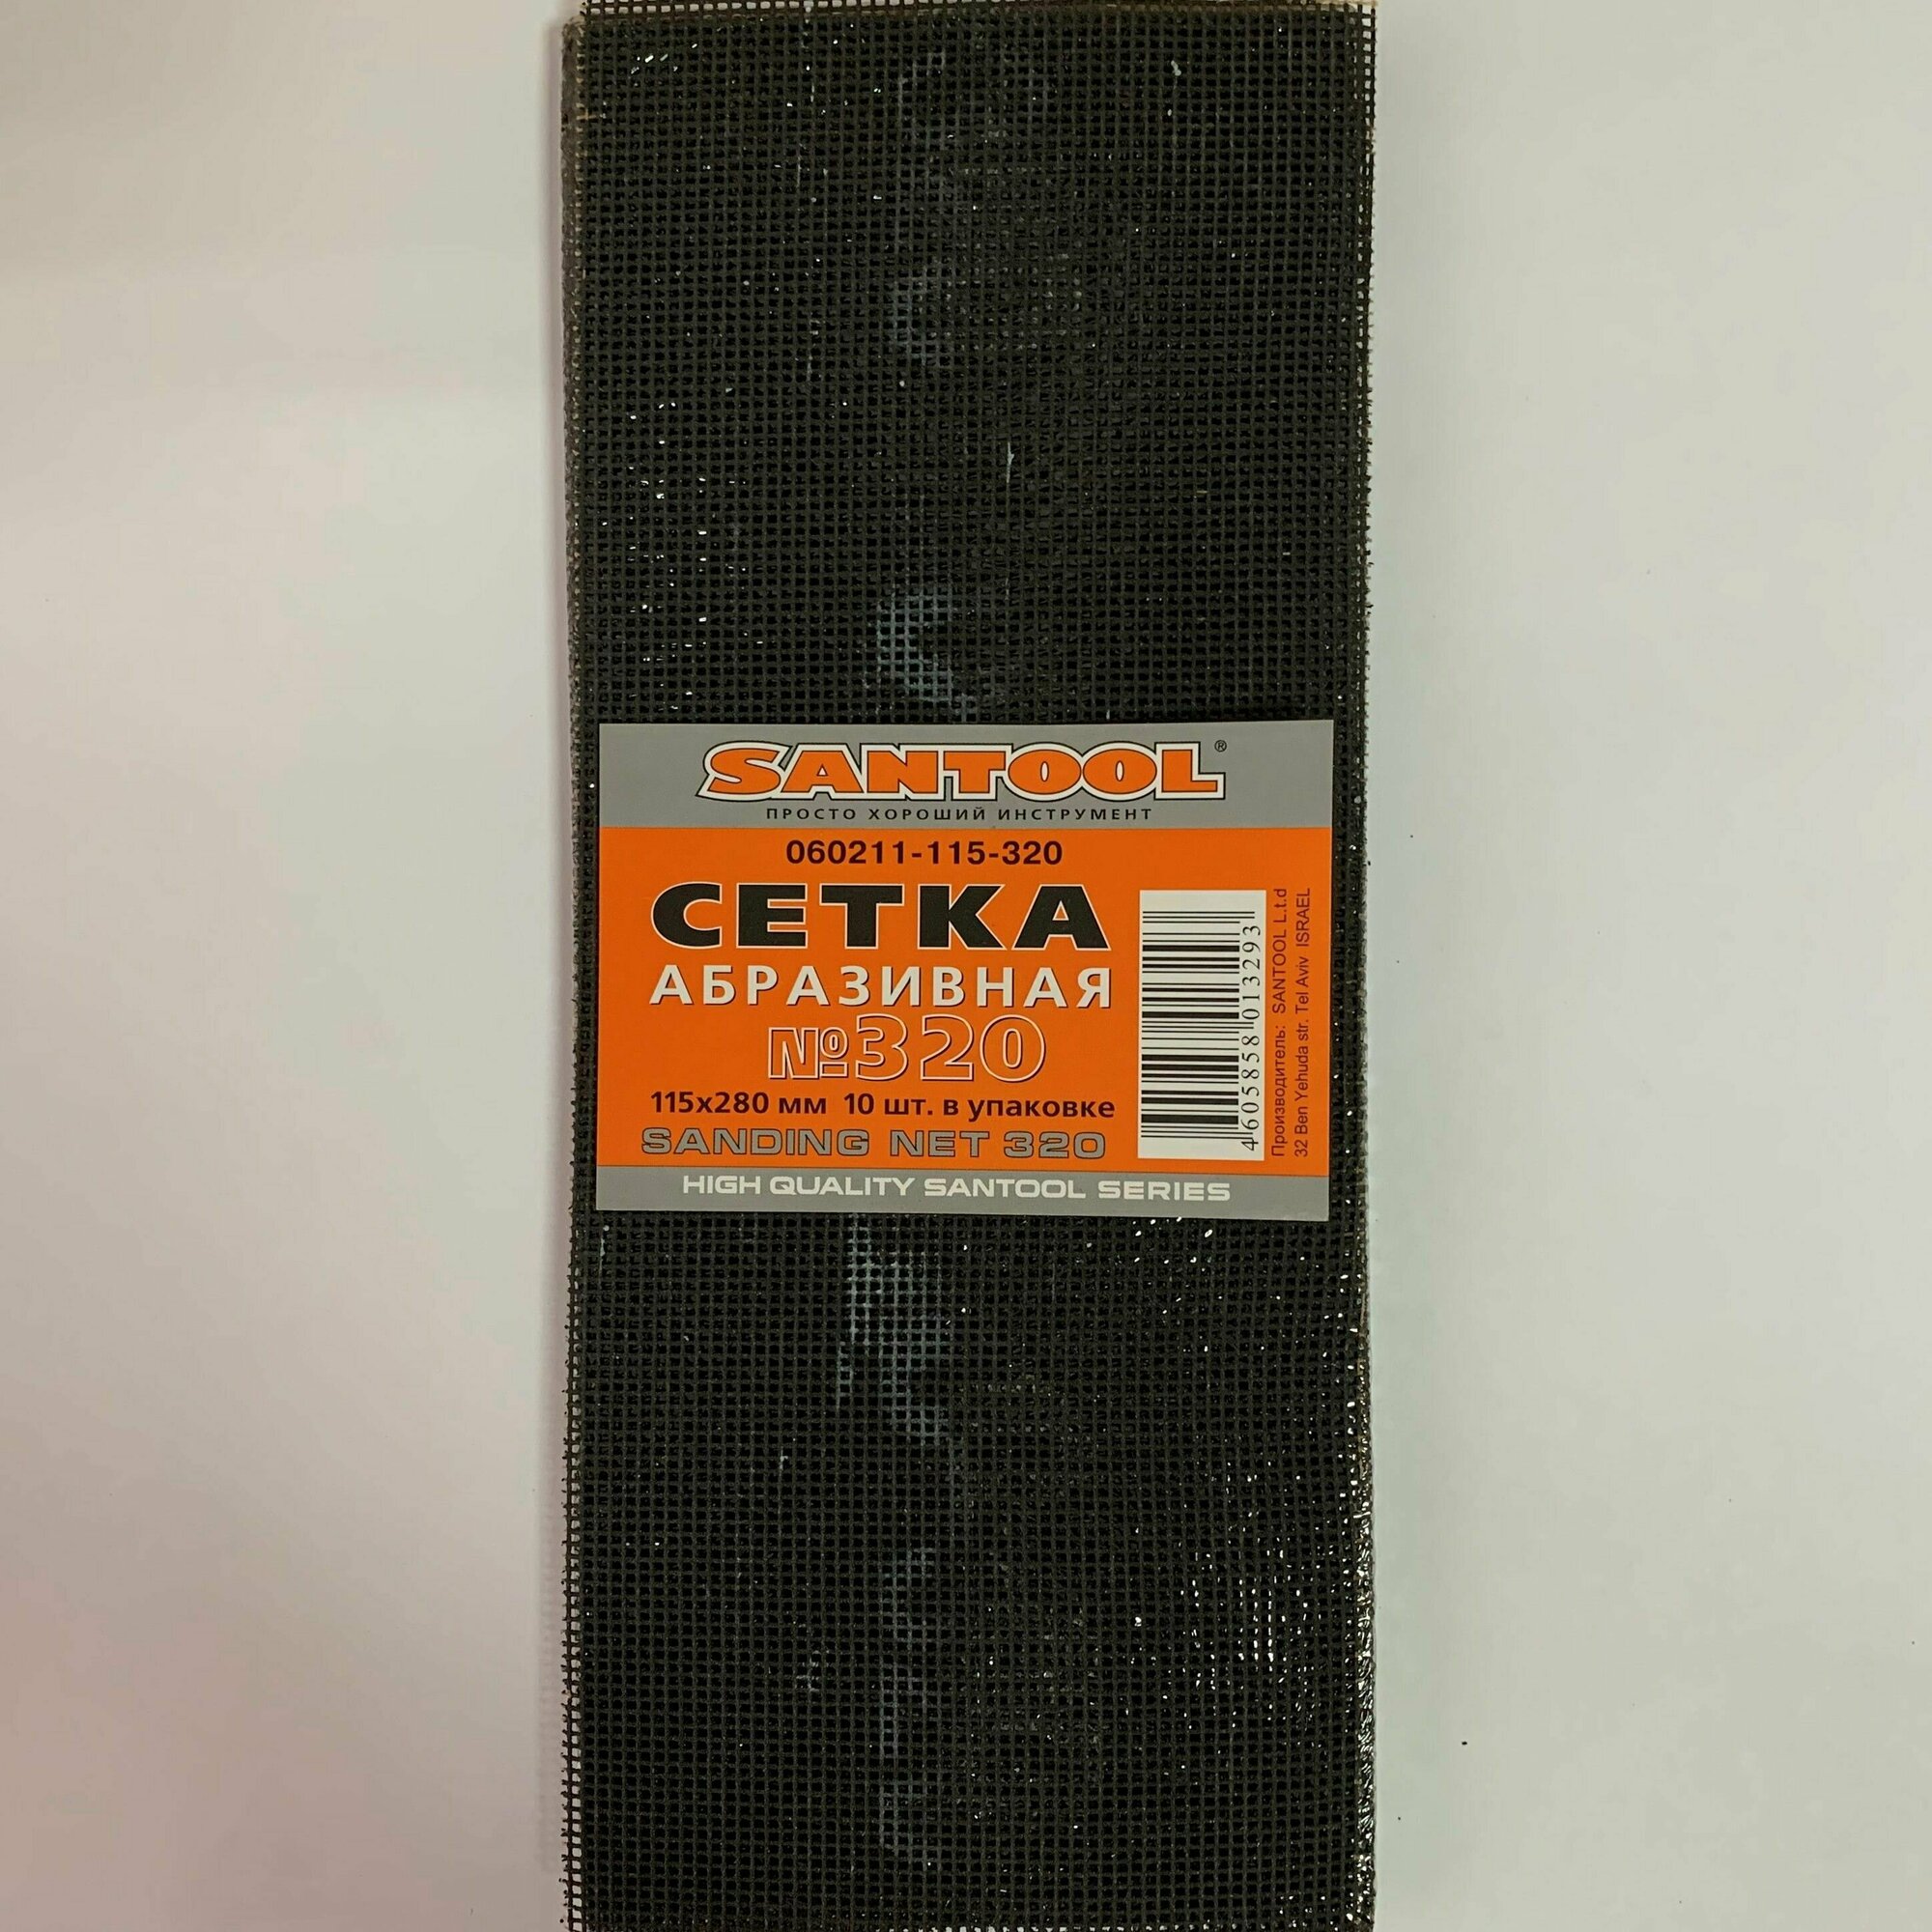 SANTOOL®
ПРОСТО ХОРОШИЙ ИНСТРУМЕНТ
060211-115-320
СЕТКА
АБРАЗИВНАЯ
№320
115х280 мм 10 шт. в упаковке
SANDING NET 320
HIGH QUALITY SANTOOL SERIES
4605858013293
Производитель: SANTOOL L.t.d
32 Ben Yehuda str. Tel Aviv ISRAEL